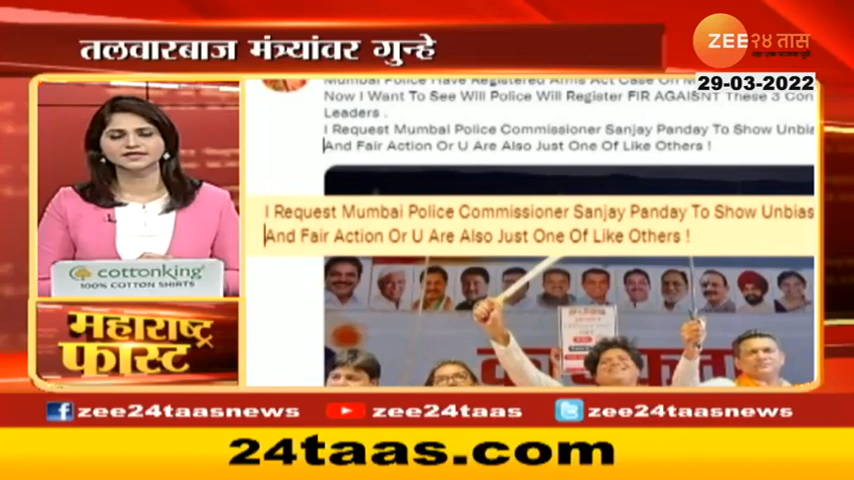 तलवारबाज मंत्र्यांवर गुन्हे
ZEE २४ तास
29-03-2022
Mumbai Police Have Registered Arms Act Case On
Now I Want To See Will Police Will Register FIR AGAISNT These 3 Con
Leaders .
I Request Mumbai Police Commissioner Sanjay Panday To Show Unbia
And Fair Action Or U Are Also Just One Of Like Others !
I Request Mumbai Police Commissioner Sanjay Panday To Show Unbias
And Fair Action Or U Are Also Just One Of Like Others !
cottonking
100% COTTON SHIRTS
महाराष्ट्र
फास्ट
zee24taasnews
zee24taas
zee24taasnews
24taas.com